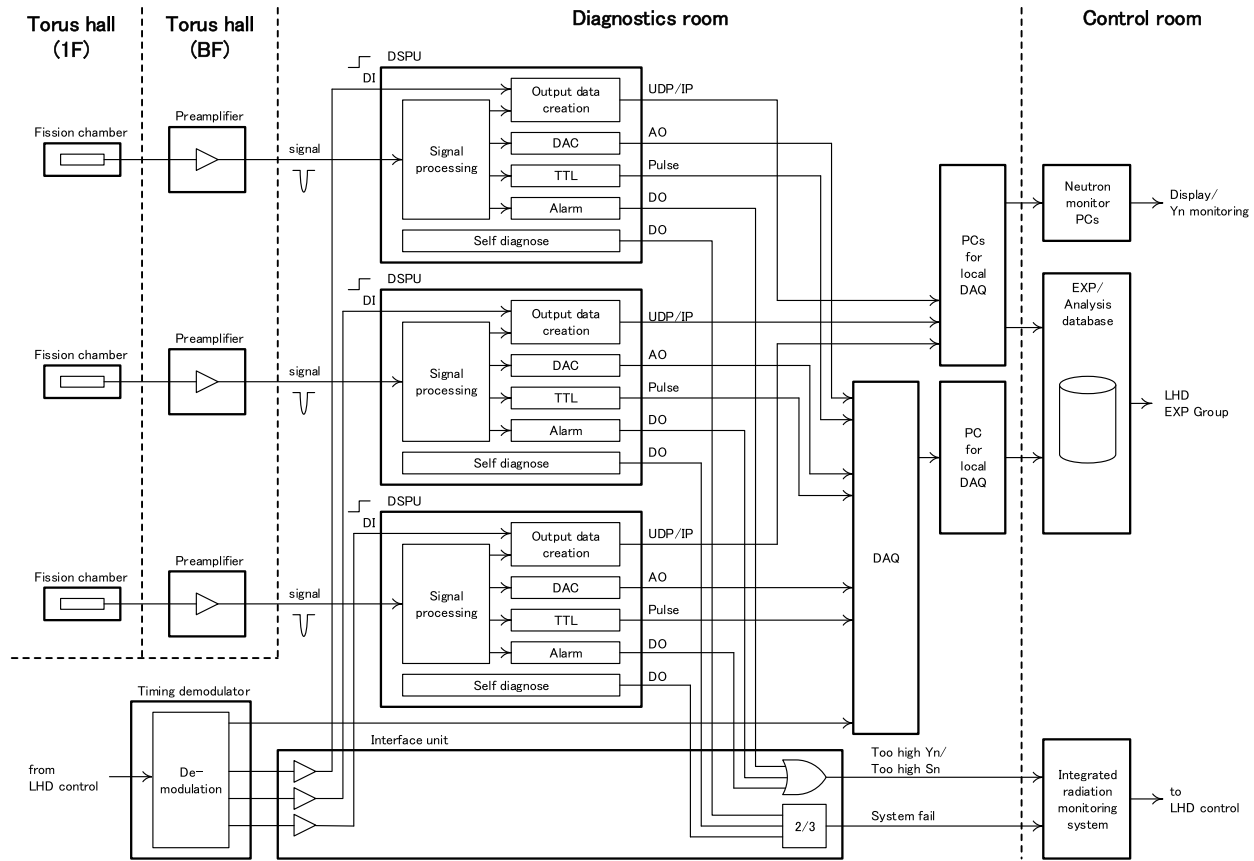 Torus hall
(1F)
Torus hall
(BF)
Diagnostics room
Control room
Fission chamber
Preamplifier
signal
DI
DSPU
Signal
processing
Output data
creation
DAC
TTL
Alarm
Self diagnose
UDP/IP
AO
Pulse
DO
DO
Fission chamber
Preamplifier
signal
DI
DSPU
Signal
processing
Output data
creation
DAC
TTL
Alarm
Self diagnose
UDP/IP
AO
Pulse
DO
DO
Fission chamber
Preamplifier
signal
DI
DSPU
Signal
processing
Output data
creation
DAC
TTL
Alarm
Self diagnose
UDP/IP
AO
Pulse
DO
DO
PCs
for
local
DAQ
Neutron
monitor
PCs
Display/
Yn monitoring
EXP/
Analysis
database
LHD
EXP Group
DAQ
PC
for
local
DAQ
Timing demodulator
from
LHD control
De-
modulation
Interface unit
2/3
Too high Yn/
Too high Sn
System fail
Integrated
radiation
monitoring
system
to
LHD control